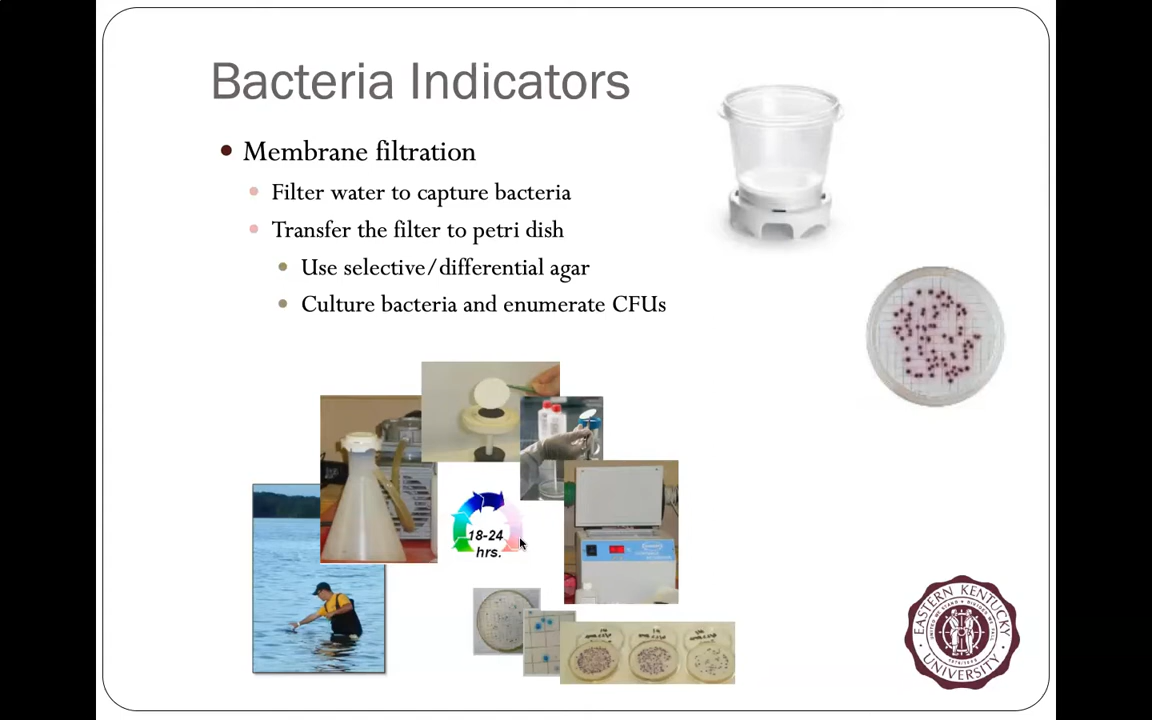 Bacteria Indicators
Membrane filtration
Filter water to capture bacteria
Transfer the filter to petri dish
Use selective/differential agar
Culture bacteria and enumerate CFUs
18-24
hrs.
EASTERN KENTUCKY
UNIVERSITY